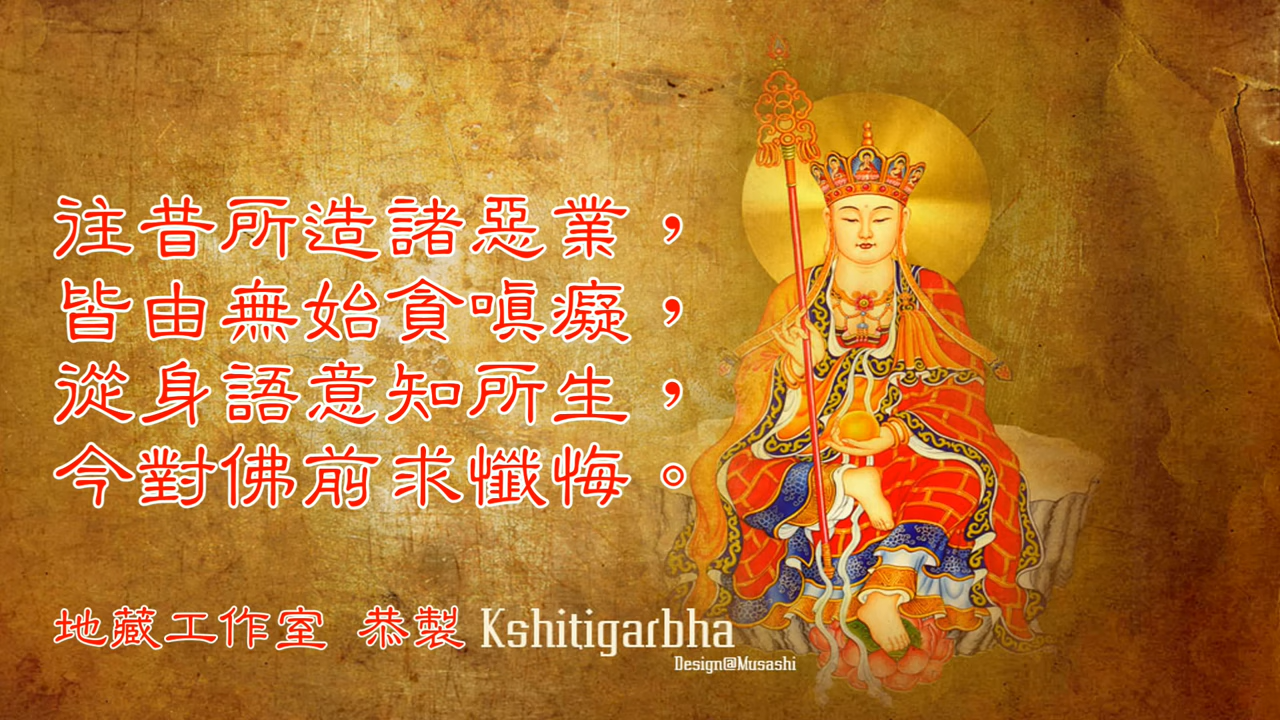 往昔所造諸惡業，
皆由無始貪嗔癡，
從身語意知所生，
今對佛前求懺悔。
地藏工作室 恭製 Kshitigarbha
Design@Musashi